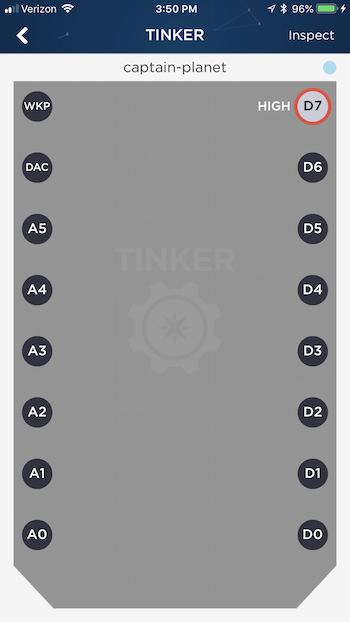 Verizon 3:50 PM 96%
TINKER Inspect
captain-planet
WKP HIGH D7
DAC D6
A5 D5
TINKER
A4 D4
A3 D3
A2 D2
A1 D1
A0 D0